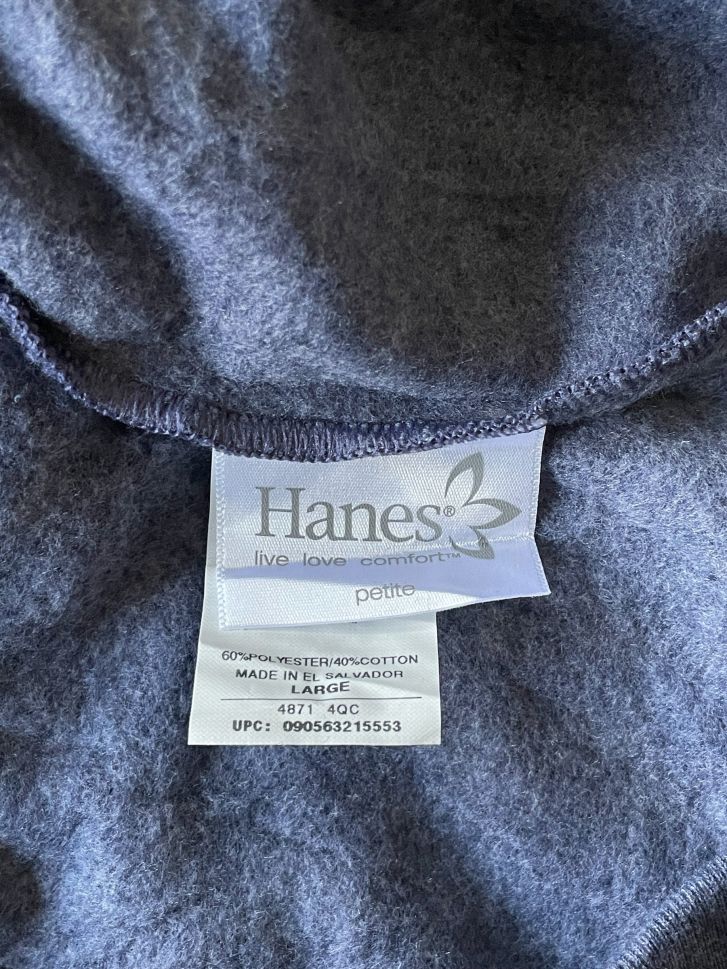 Hanes®
live love comfort™
petite
60%POLYESTER/40%COTTON
MADE IN EL SALVADOR
LARGE
4871 4QC
UPC: 090563215553